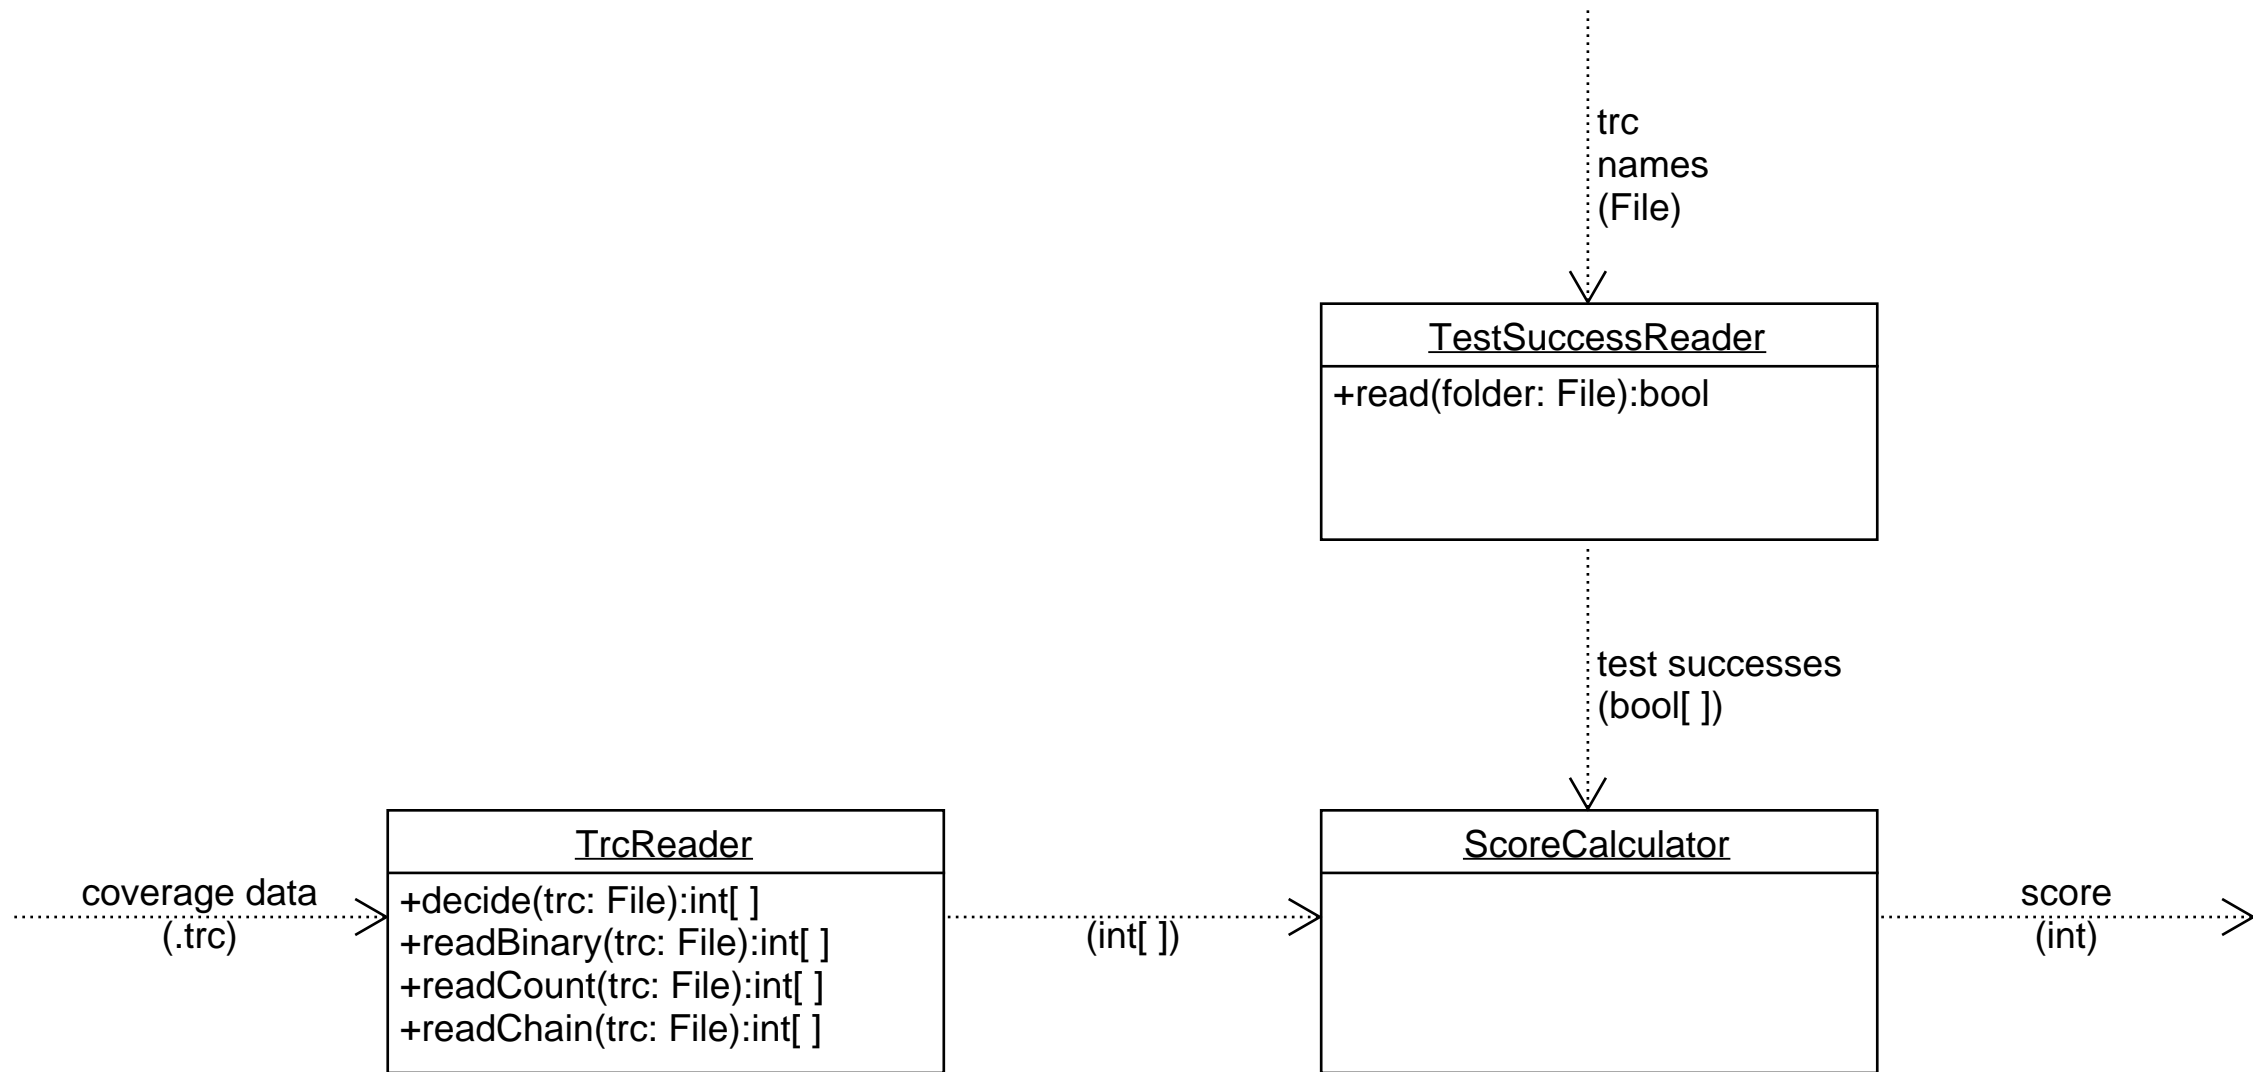 trc
names
(File)
TestSuccessReader
+read(folder: File):bool
test successes
(bool[ ])
TrcReader
ScoreCalculator
coverage data
(.trc)
+decide(trc: File):int[ ]
+readBinary(trc: File):int[ ]
+readCount(trc: File):int[ ]
+readChain(trc: File):int[ ]
(int[ ])
score
(int)